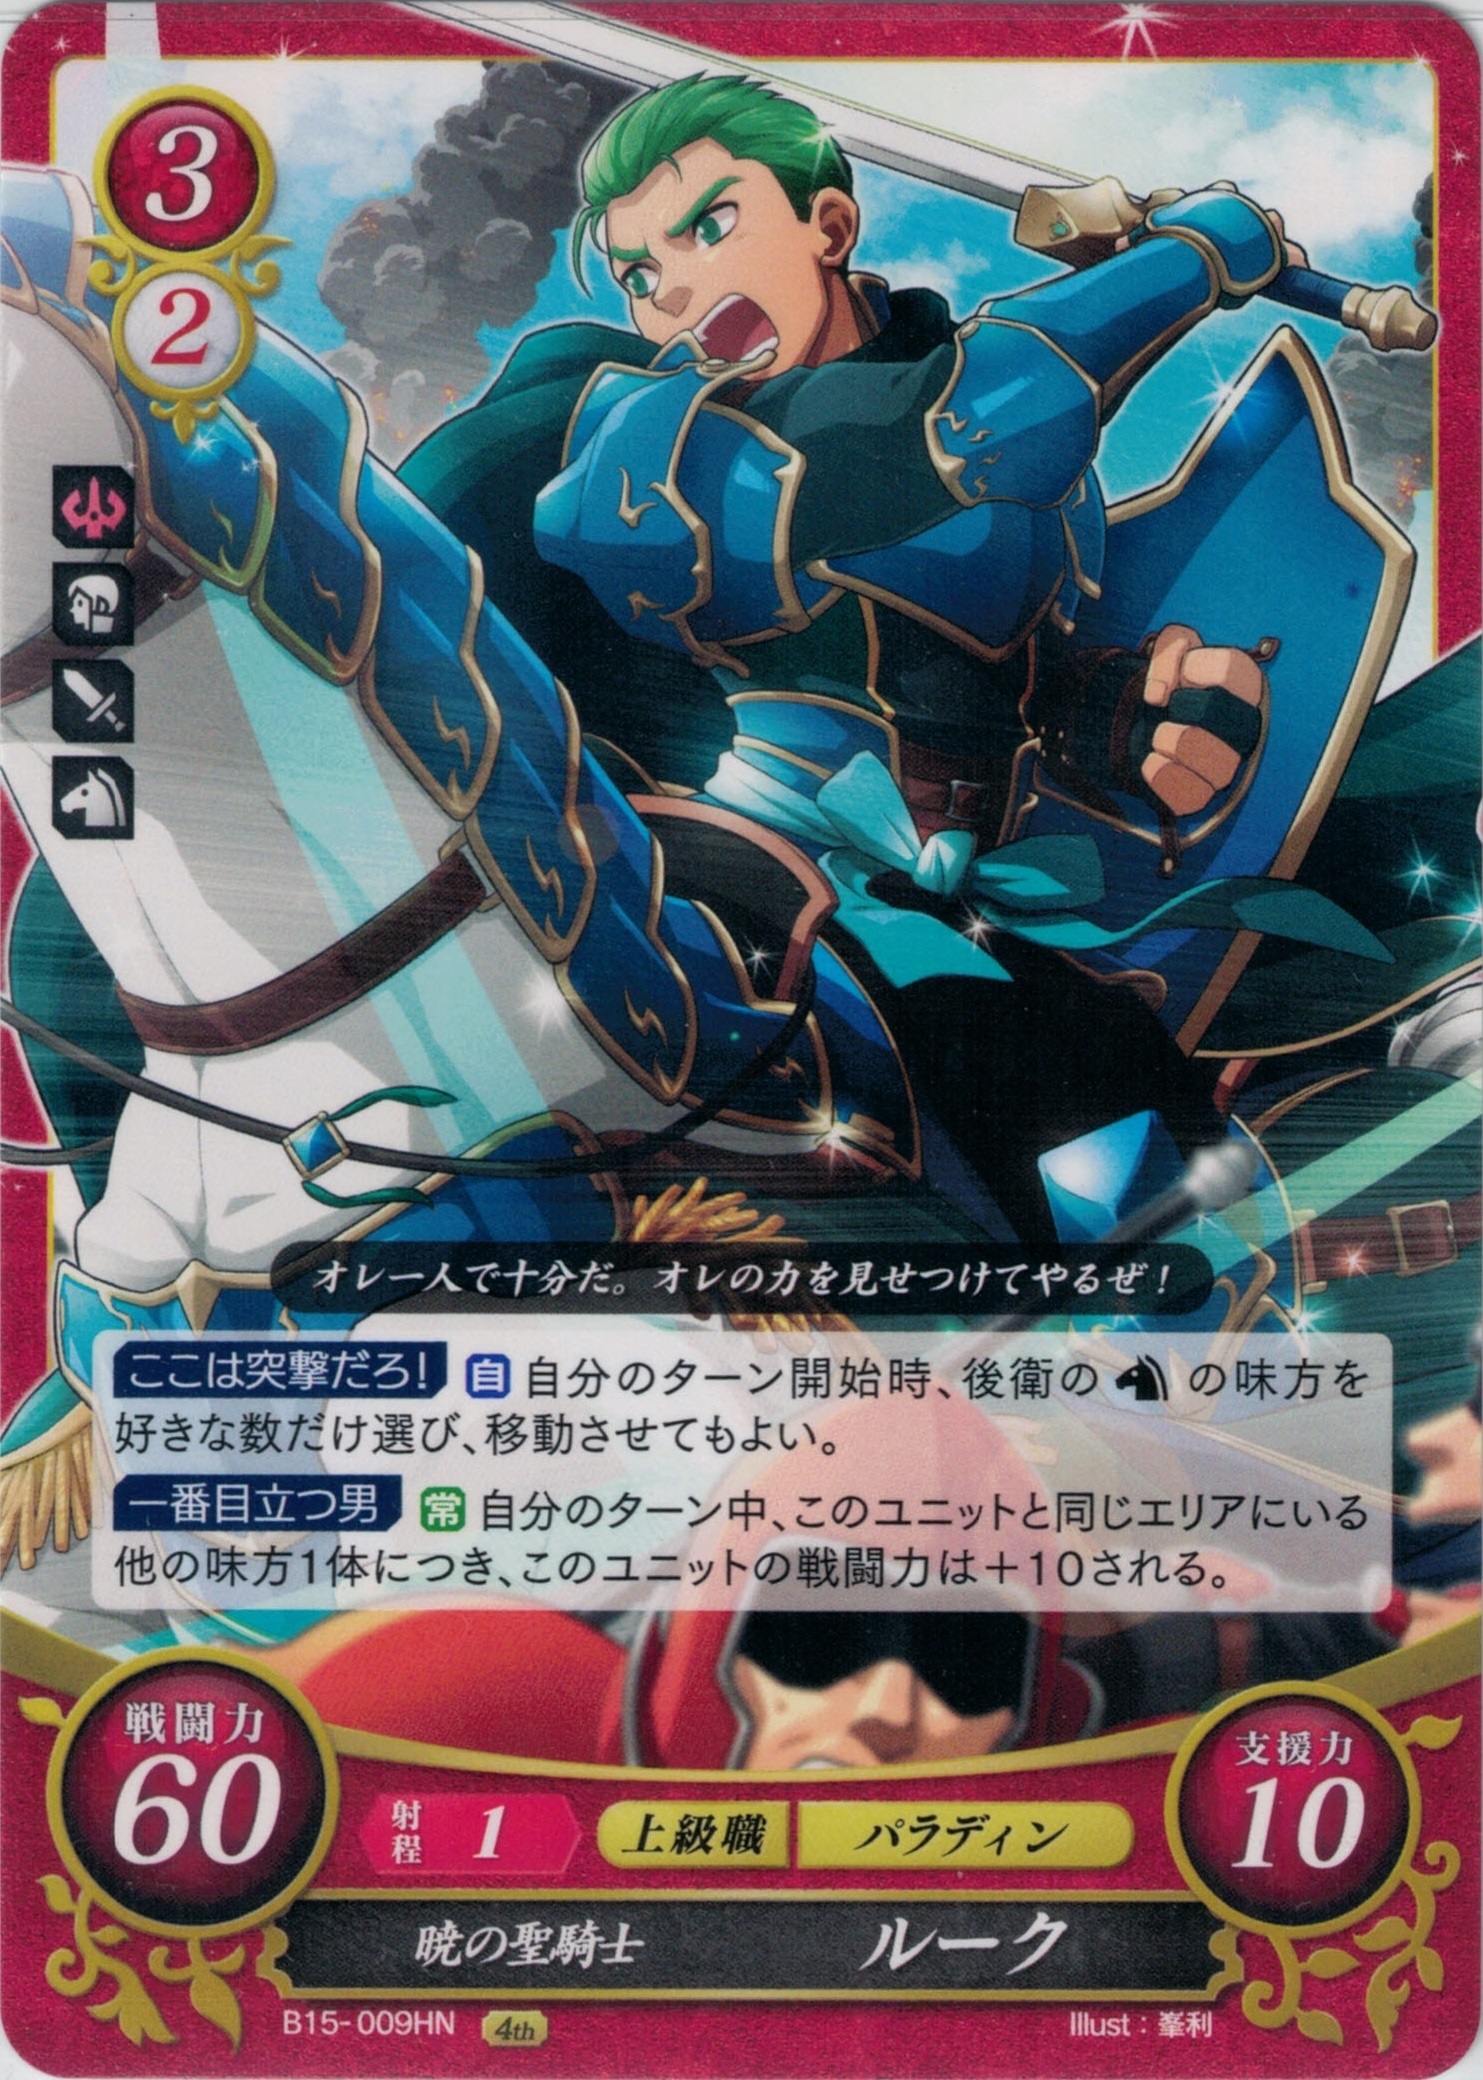 3
2
オレ一人で十分だ。オレの力を見せつけてやるぜ！
ここは突撃だろ！ 自 自分のターン開始時、後衛の の味方を
好きな数だけ選び、移動させてもよい。
一番目立つ男 常 自分のターン中、このユニットと同じエリアにいる
他の味方1体につき、このユニットの戦闘力は＋10される。
戦闘力
60
射程 1
上級職 パラディン
支援力
10
暁の聖騎士 ルーク
B15-009HN 4th Illust：峯利